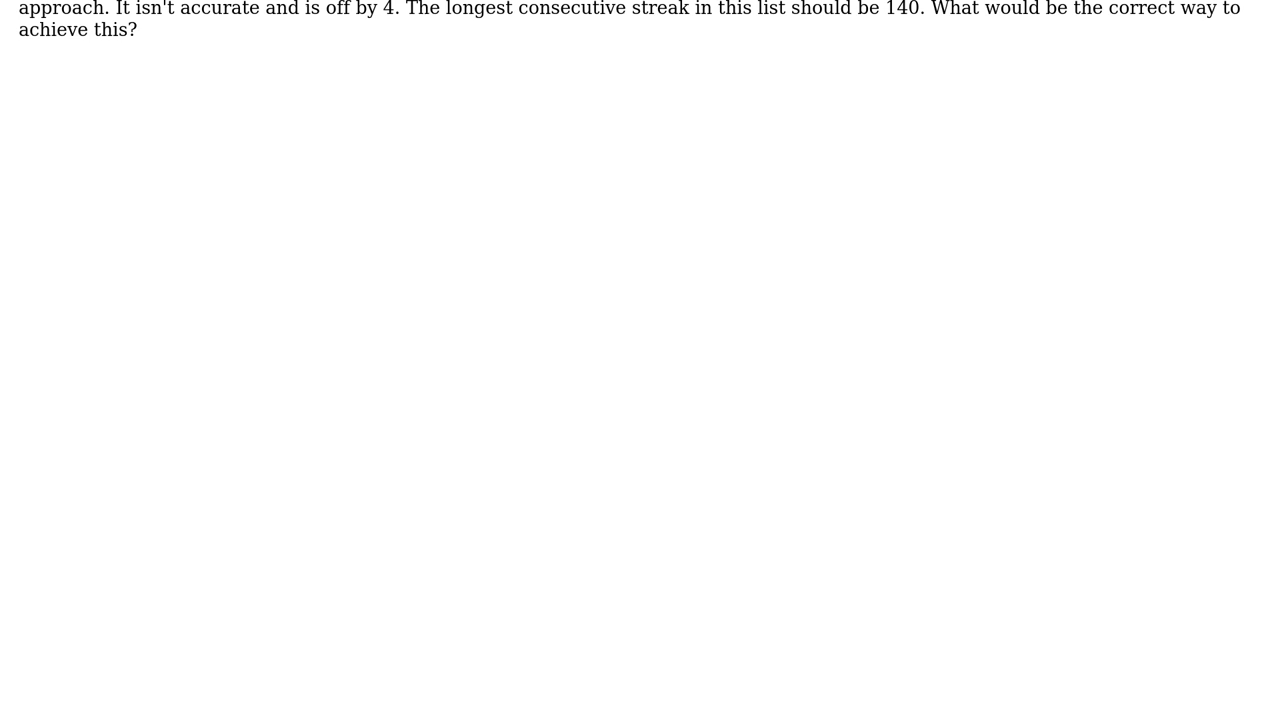 approach. It isn't accurate and is off by 4. The longest consecutive streak in this list should be 140. What would be the correct way to
achieve this?